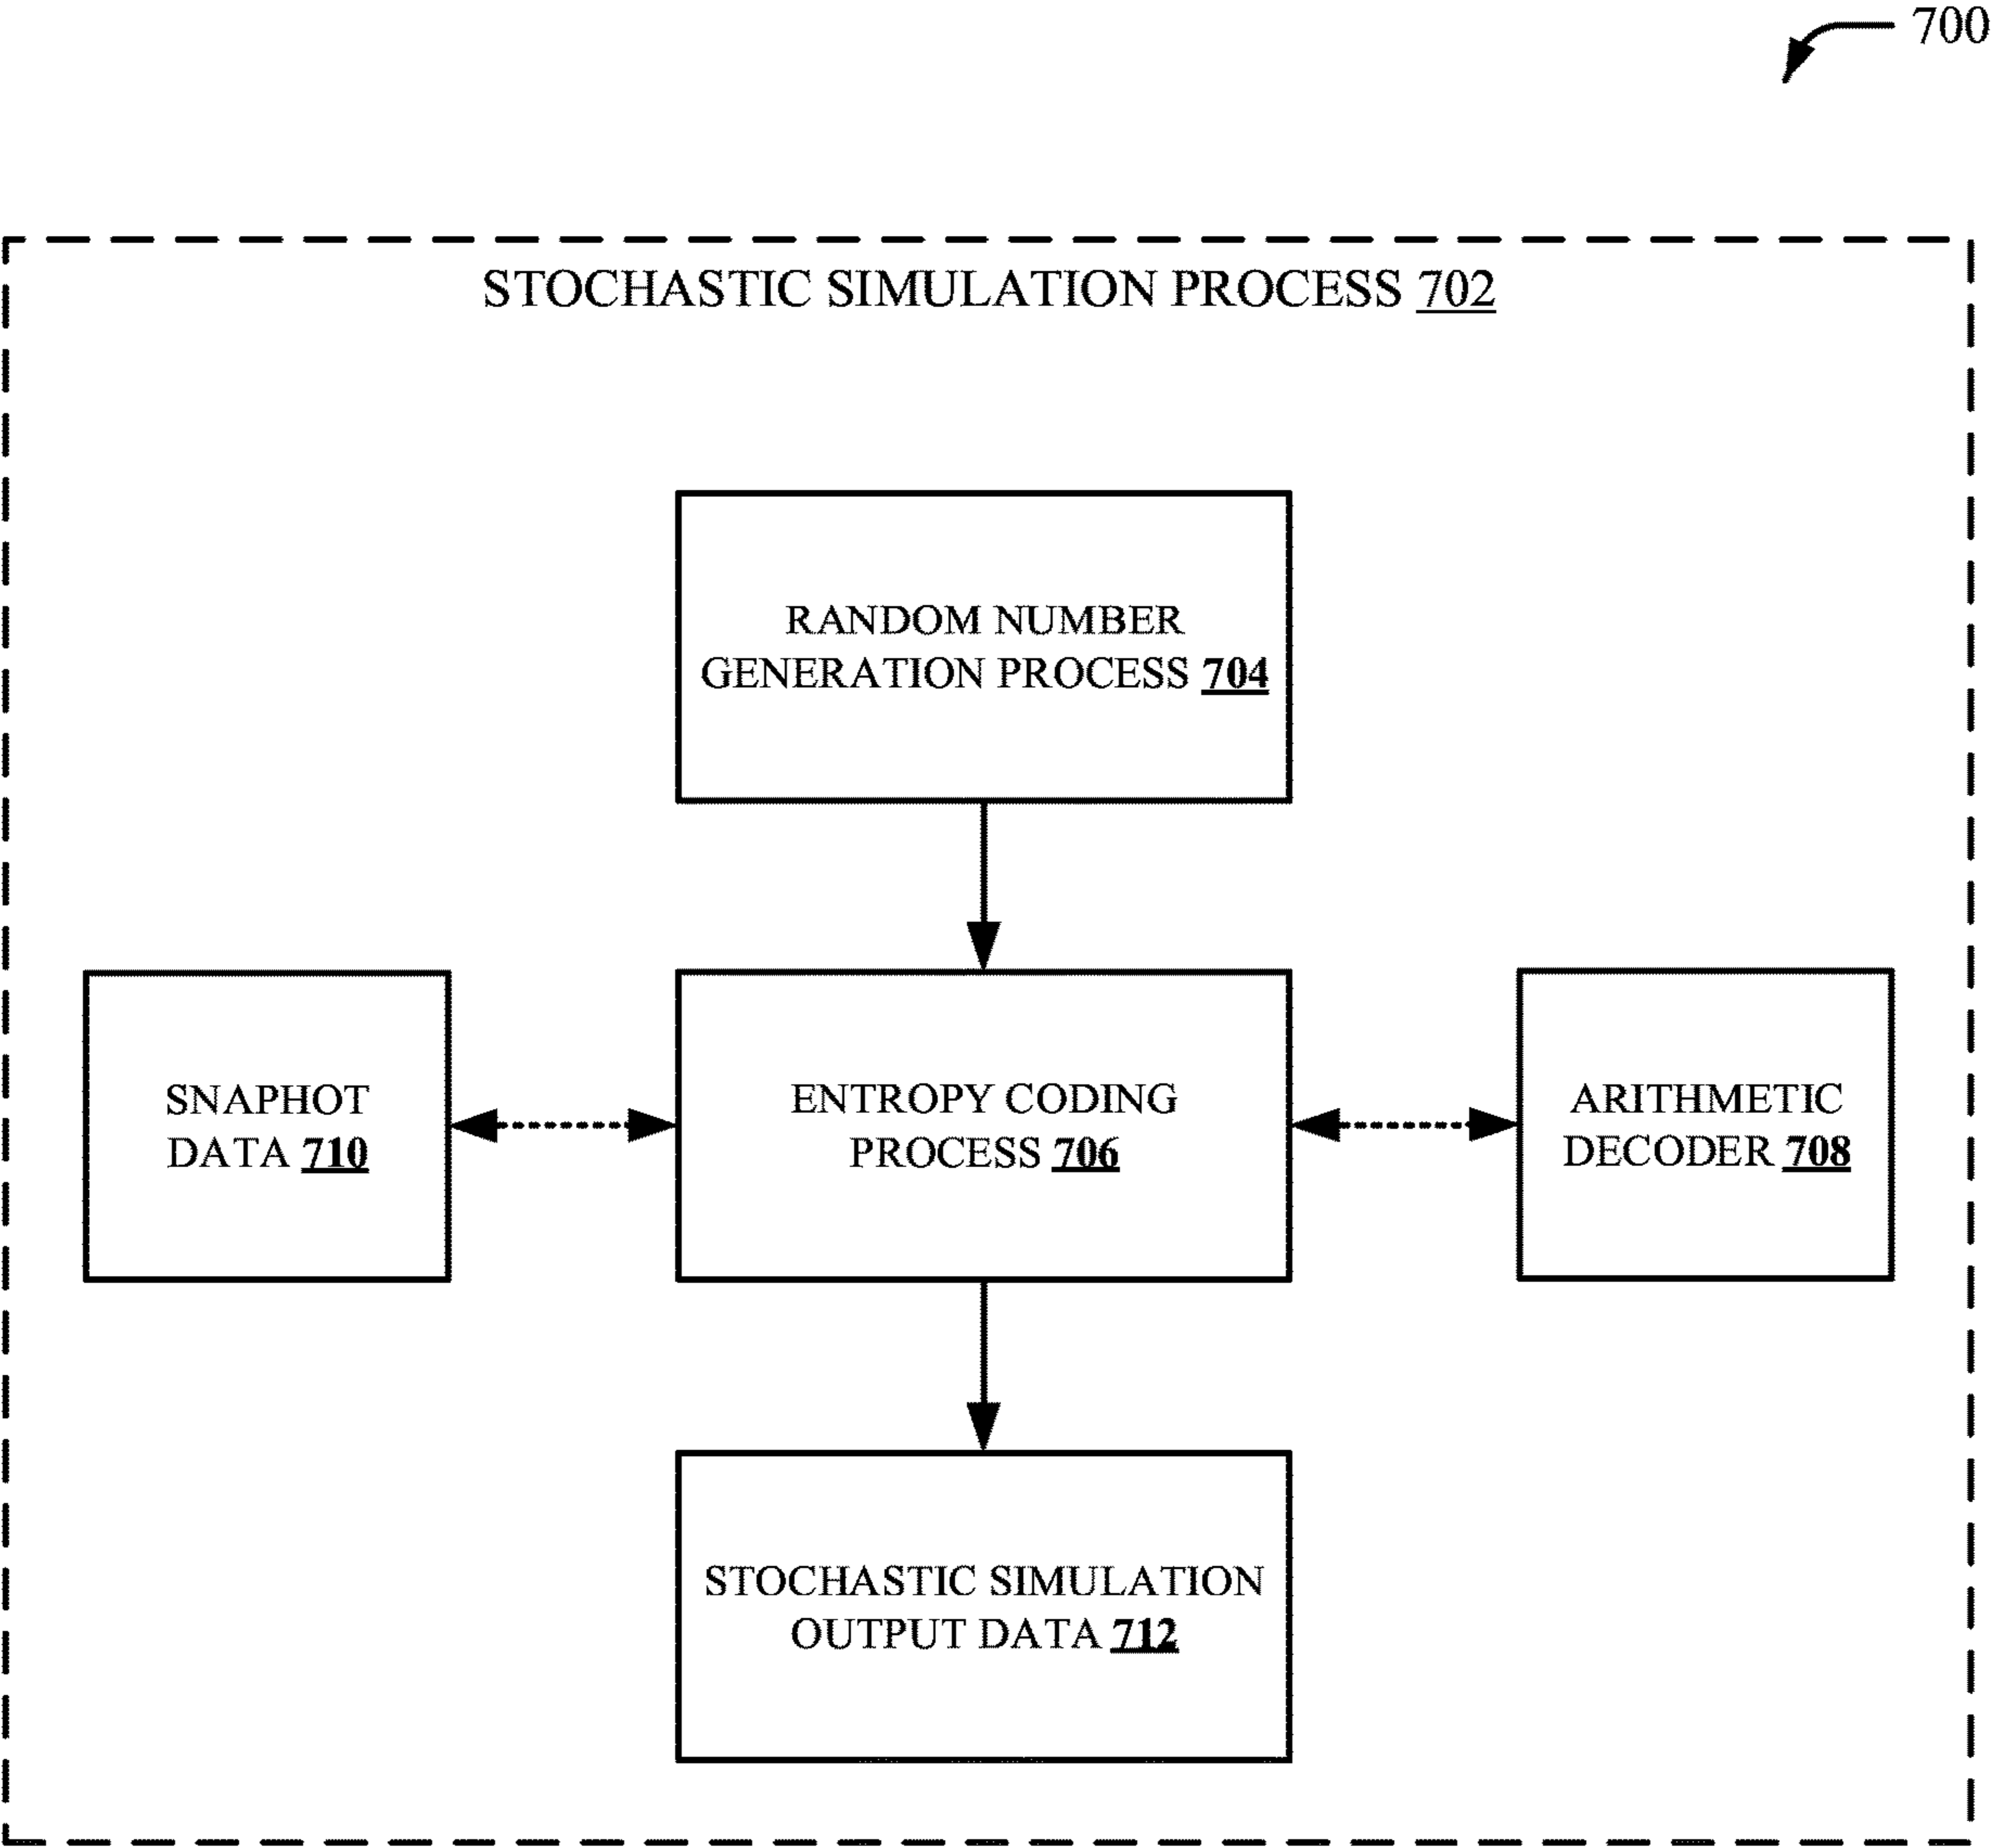 700
STOCHASTIC SIMULATION PROCESS 702
RANDOM NUMBER
GENERATION PROCESS 704
SNAPHOT
DATA 710
ENTROPY CODING
PROCESS 706
ARITHMETIC
DECODER 708
STOCHASTIC SIMULATION
OUTPUT DATA 712